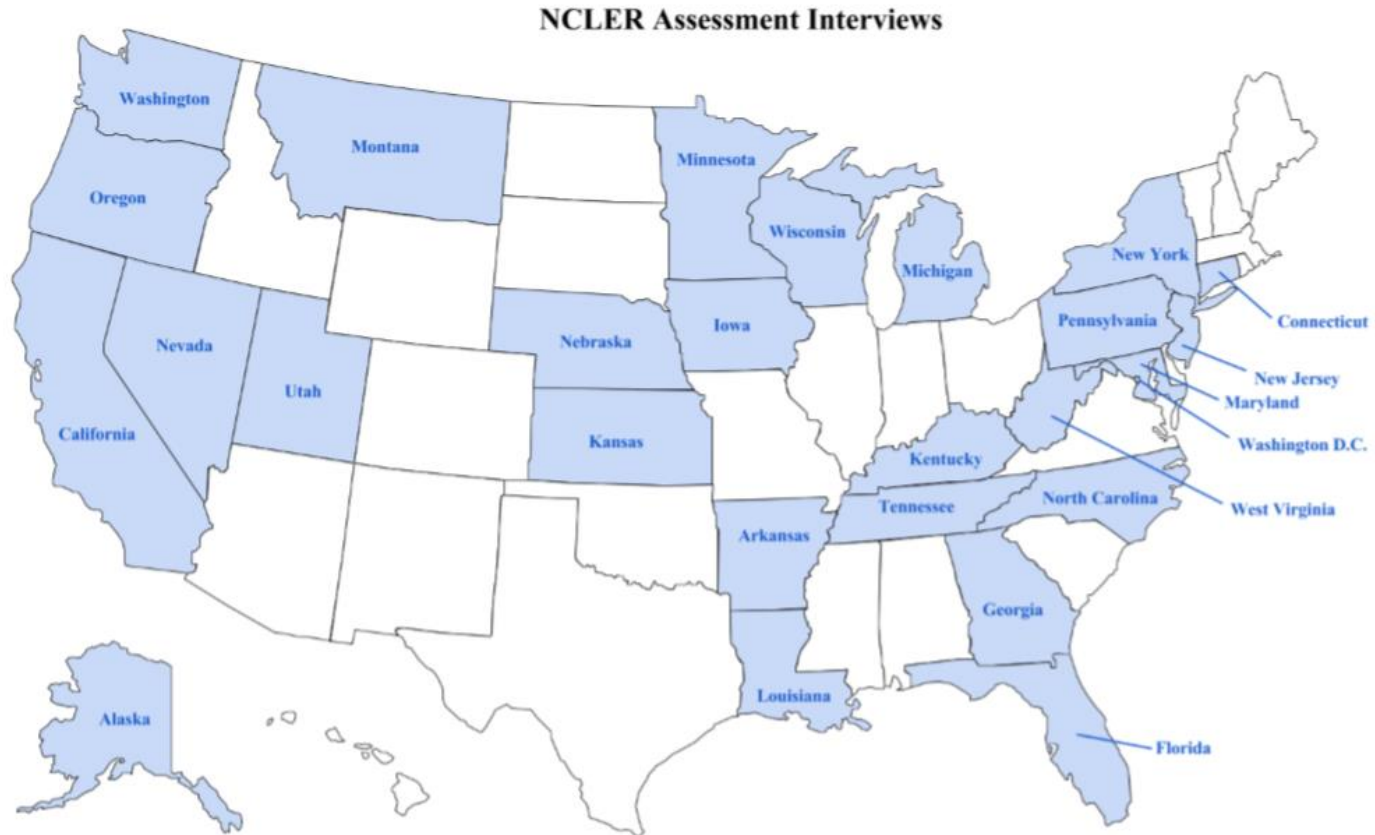 NCLER Assessment Interviews
Washington
Montana
Minnesota
Oregon
Wisconsin
New York
Michigan
Connecticut
Pennsylvania
Iowa
Nevada
Nebraska
New Jersey
Utah
Maryland
California
Kansas
Washington D.C.
Kentucky
North Carolina
Tennessee
West Virginia
Arkansas
Georgia
Louisiana
Alaska
Florida